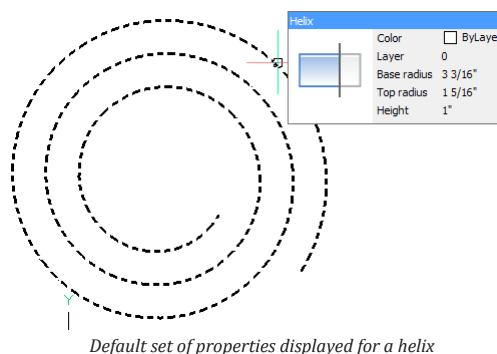 Helix
Color ByLaye
Layer 0
Base radius 3 3/16"
Top radius 1 5/16"
Height 1"
Y
Default set of properties displayed for a helix